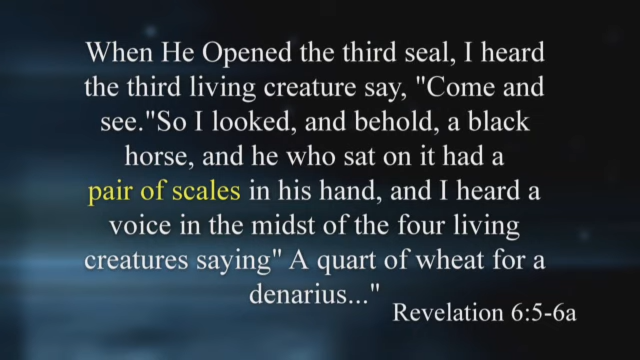 When He Opened the third seal, I heard
the third living creature say, "Come and
see."So I looked, and behold, a black
horse, and he who sat on it had a
pair of scales in his hand, and I heard a
voice in the midst of the four living
creatures saying" A quart of wheat for a
denarius..."
Revelation 6:5-6a